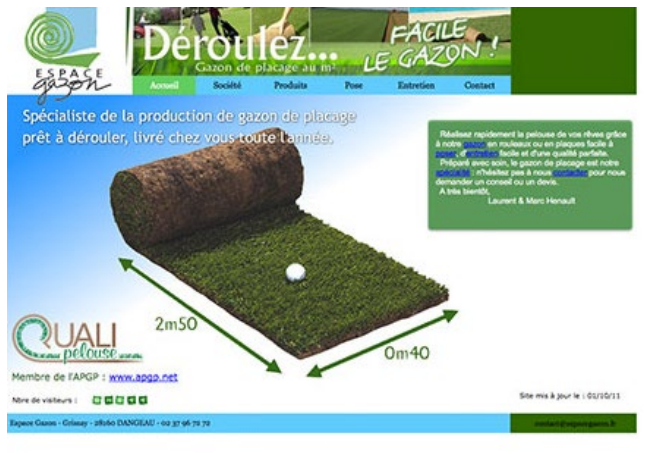 ESPACE
gazon
Déroulez...
Gazon de placage au m²
FACILE
LE GAZON !
Accueil Société Produits Pose Entretien Contact
Spécialiste de la production de gazon de placage
prêt à dérouler, livré chez vous toute l'année.
Réalisez rapidement la pelouse de vos rêves grâce
à notre gazon en rouleaux ou en plaques facile à
poser, d'entretien facile et d'une qualité parfaite.
Préparé avec soin, le gazon de placage est notre
spécialité : n'hésitez pas à nous contacter pour nous
demander un conseil ou un devis.
A très bientôt,
Laurent & Marc Henault
2m50
0m40
QUALI
pelouse
Membre de l'APGP : www.apgp.net
Nbre de visiteurs :
Site mis à jour le : 01/10/11
Espace Gazon - Grissay - 28160 DANGEAU - 02 37 96 72 72
contact@espacegazon.fr